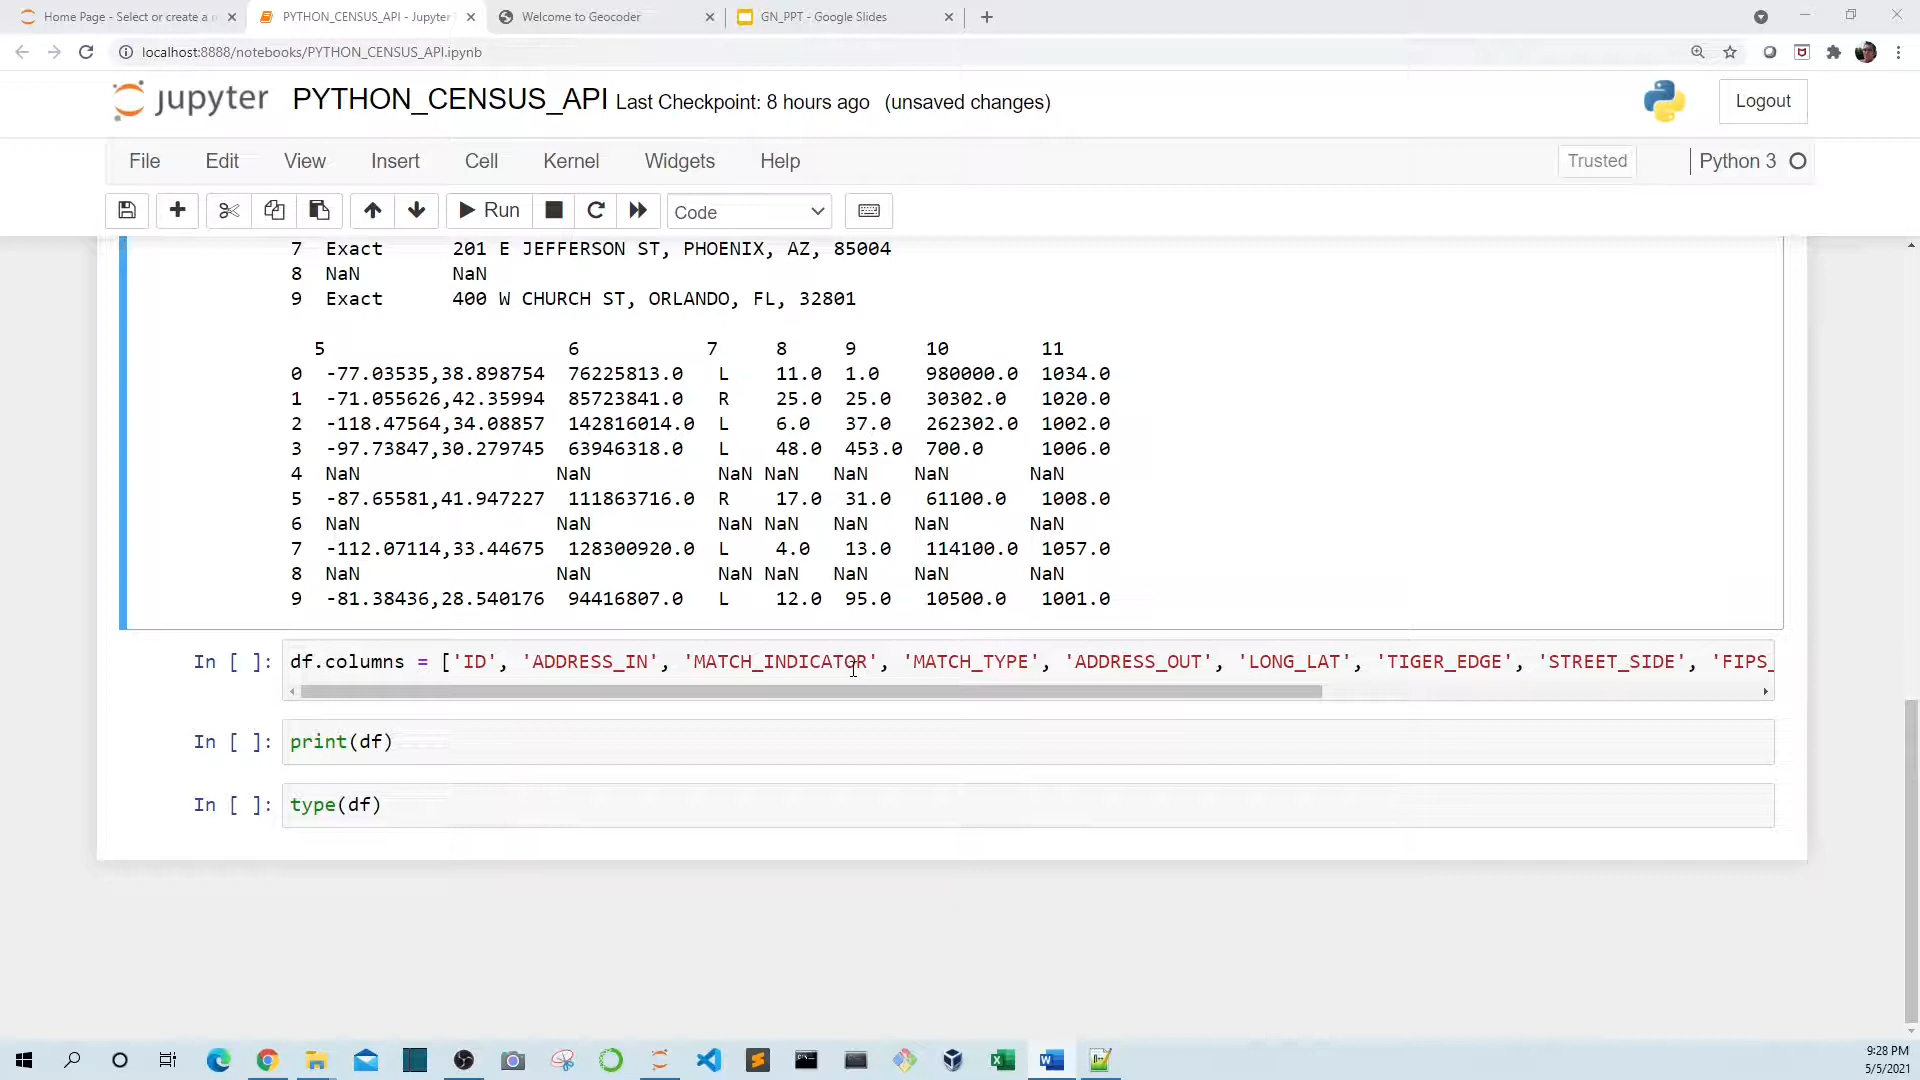 Home Page - Select or create a n
PYTHON_CENSUS_API - Jupyter
Welcome to Geocoder
GN_PPT - Google Slides
localhost:8888/notebooks/PYTHON_CENSUS_API.ipynb
jupyter PYTHON_CENSUS_API Last Checkpoint: 8 hours ago (unsaved changes)
Logout
File Edit View Insert Cell Kernel Widgets Help
Trusted
Python 3
Run
Code
7 Exact 201 E JEFFERSON ST, PHOENIX, AZ, 85004
8 NaN NaN
9 Exact 400 W CHURCH ST, ORLANDO, FL, 32801
5 6 7 8 9 10 11
0 -77.03535,38.898754 76225813.0 L 11.0 1.0 980000.0 1034.0
1 -71.055626,42.35994 85723841.0 R 25.0 25.0 30302.0 1020.0
2 -118.47564,34.08857 142816014.0 L 6.0 37.0 262302.0 1002.0
3 -97.73847,30.279745 63946318.0 L 48.0 453.0 700.0 1006.0
4 NaN NaN NaN NaN NaN NaN NaN
5 -87.65581,41.947227 111863716.0 R 17.0 31.0 61100.0 1008.0
6 NaN NaN NaN NaN NaN NaN NaN
7 -112.07114,33.44675 128300920.0 L 4.0 13.0 114100.0 1057.0
8 NaN NaN NaN NaN NaN NaN NaN
9 -81.38436,28.540176 94416807.0 L 12.0 95.0 10500.0 1001.0
In [ ]: df.columns = ['ID', 'ADDRESS_IN', 'MATCH_INDICATOR', 'MATCH_TYPE', 'ADDRESS_OUT', 'LONG_LAT', 'TIGER_EDGE', 'STREET_SIDE', 'FIPS_
In [ ]: print(df)
In [ ]: type(df)
9:28 PM
5/5/2021